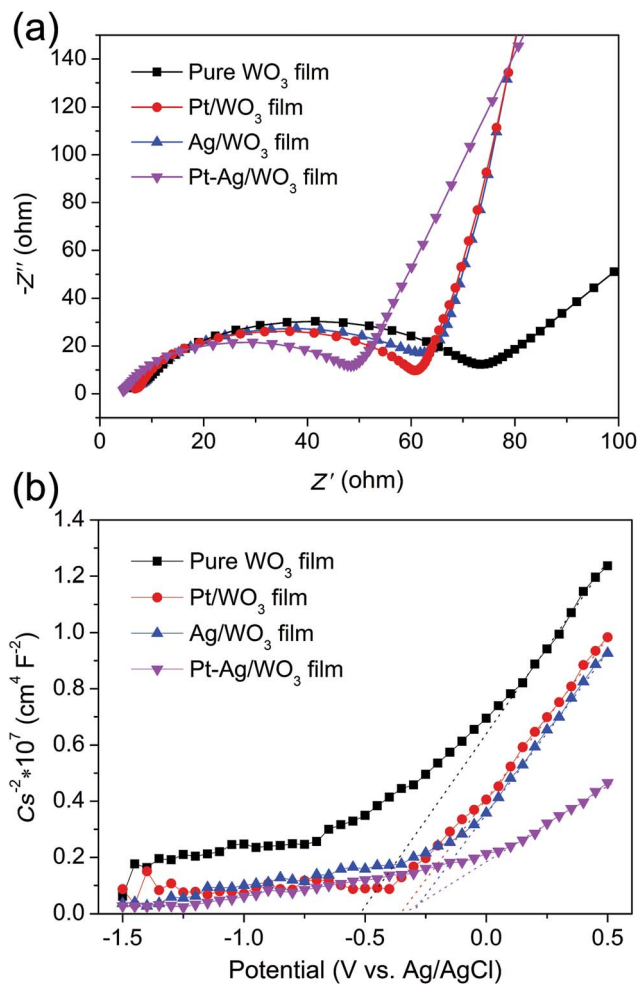 (a)
140
120
100
80
60
40
20
0
-Z″ (ohm)
Pure WO₃ film
Pt/WO₃ film
Ag/WO₃ film
Pt-Ag/WO₃ film
0 20 40 60 80 100
Z′ (ohm)
(b)
1.4
1.2
1.0
0.8
0.6
0.4
0.2
0.0
Cs⁻²*10⁷ (cm⁴ F⁻²)
Pure WO₃ film
Pt/WO₃ film
Ag/WO₃ film
Pt-Ag/WO₃ film
-1.5 -1.0 -0.5 0.0 0.5
Potential (V vs. Ag/AgCl)